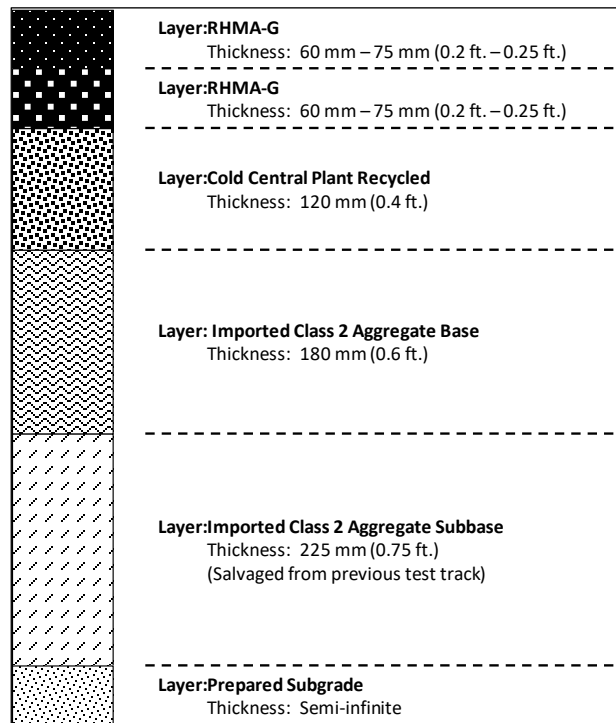 Layer:RHMA-G
Thickness: 60 mm – 75 mm (0.2 ft. – 0.25 ft.)
Layer:RHMA-G
Thickness: 60 mm – 75 mm (0.2 ft. – 0.25 ft.)
Layer:Cold Central Plant Recycled
Thickness: 120 mm (0.4 ft.)
Layer: Imported Class 2 Aggregate Base
Thickness: 180 mm (0.6 ft.)
Layer:Imported Class 2 Aggregate Subbase
Thickness: 225 mm (0.75 ft.)
(Salvaged from previous test track)
Layer:Prepared Subgrade
Thickness: Semi-infinite